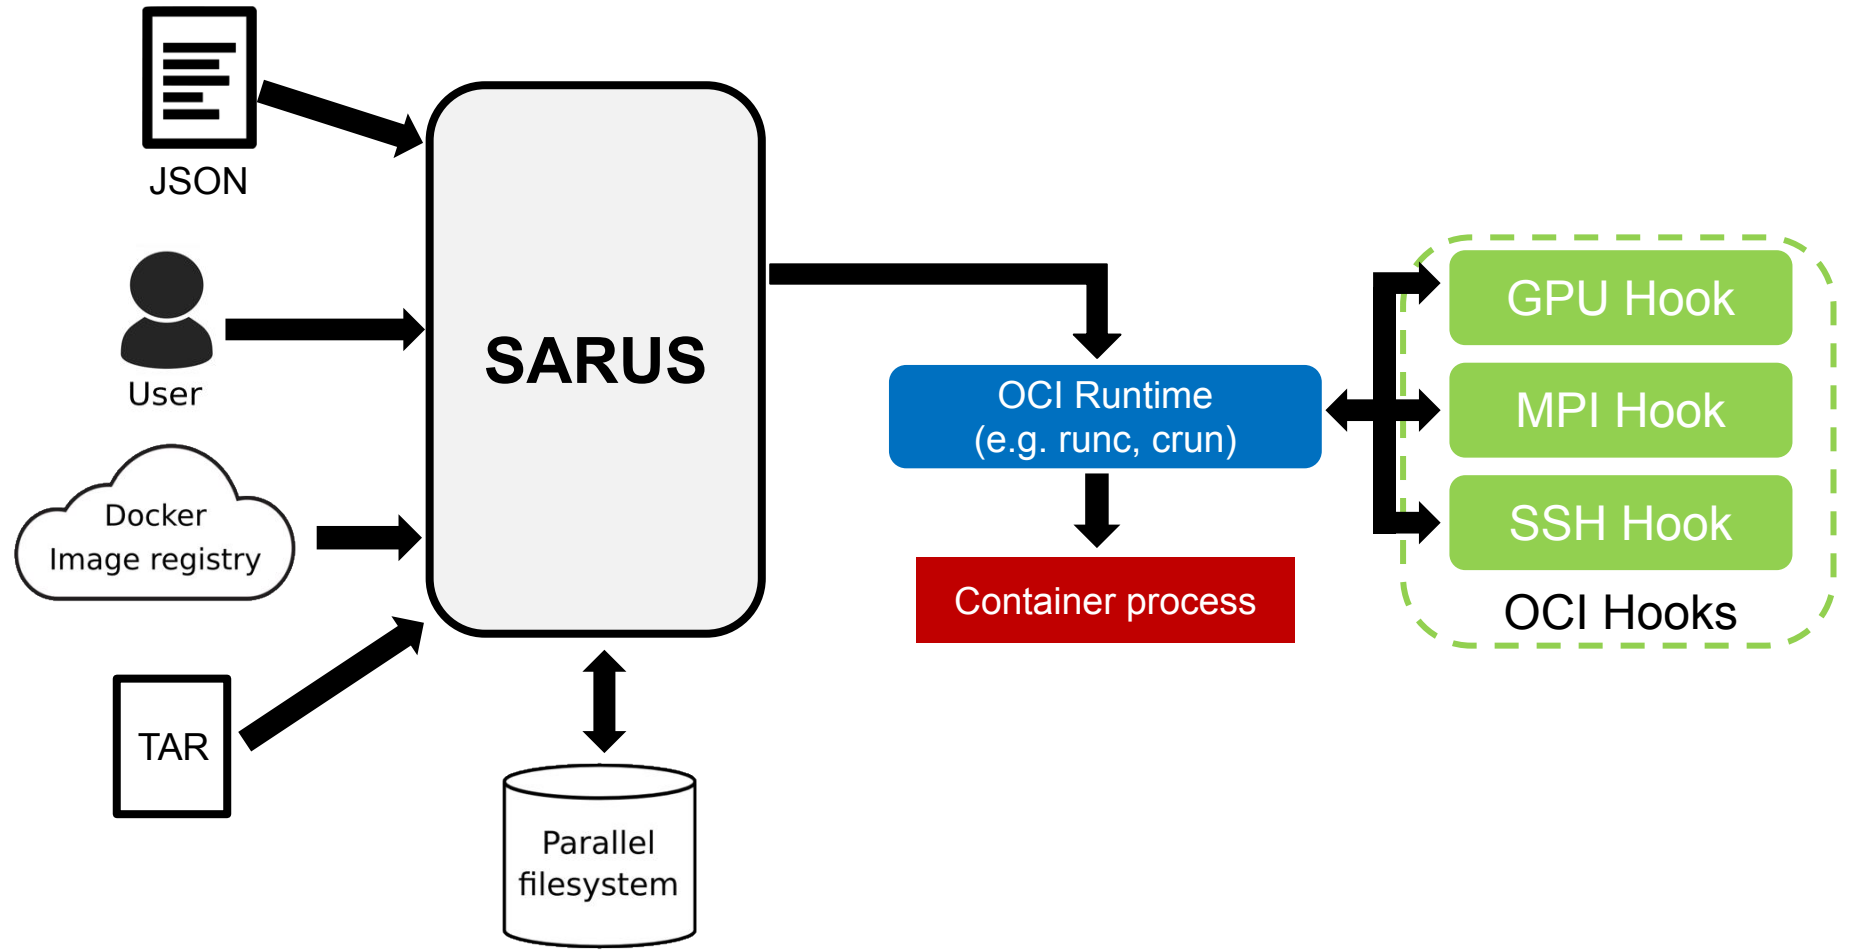 JSON
User
Docker
Image registry
TAR
SARUS
Parallel
filesystem
OCI Runtime
(e.g. runc, crun)
Container process
GPU Hook
MPI Hook
SSH Hook
OCI Hooks